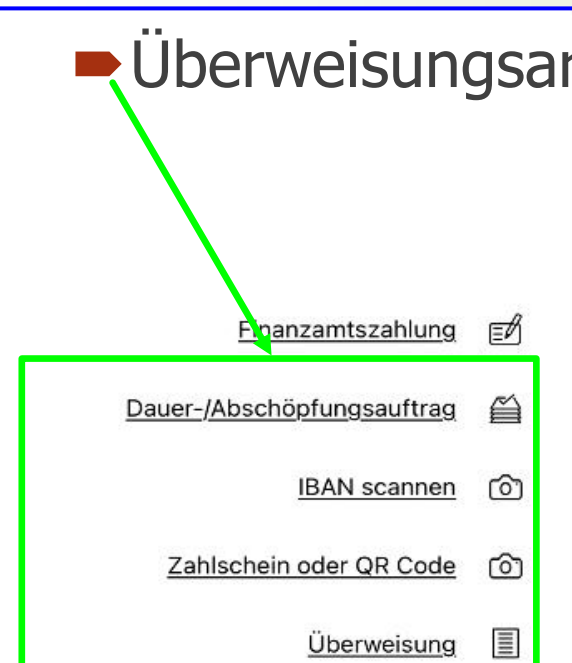 Überweisungsar
Finanzamtszahlung
Dauer-/Abschöpfungsauftrag
IBAN scannen
Zahlschein oder QR Code
Überweisung